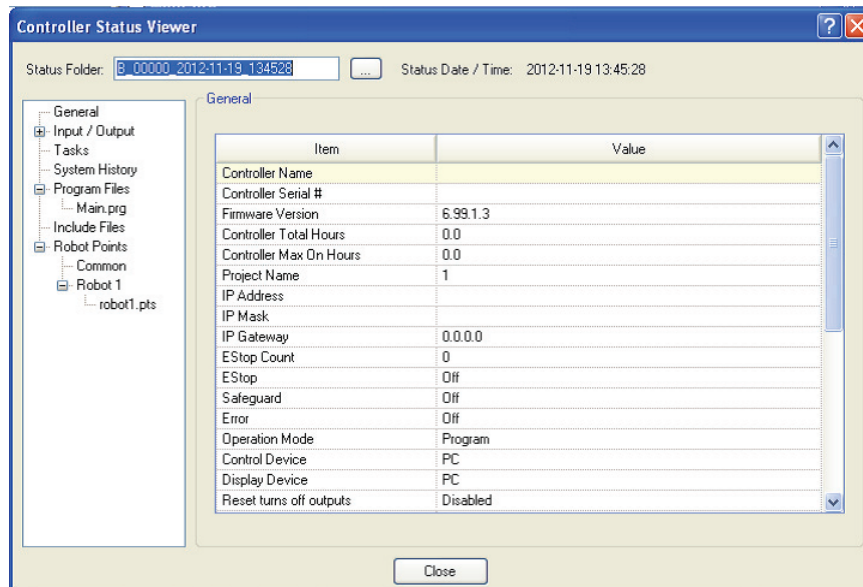 Controller Status Viewer
Status Folder: B_00000_2012-11-19_134528 ... Status Date / Time: 2012-11-19 13:45:28
General
Input / Output
Tasks
System History
Program Files
Main.prg
Include Files
Robot Points
Common
Robot 1
robot1.pts
General
Item Value
Controller Name
Controller Serial #
Firmware Version 6.99.1.3
Controller Total Hours 0.0
Controller Max On Hours 0.0
Project Name 1
IP Address
IP Mask
IP Gateway 0.0.0.0
EStop Count 0
EStop Off
Safeguard Off
Error Off
Operation Mode Program
Control Device PC
Display Device PC
Reset turns off outputs Disabled
Close